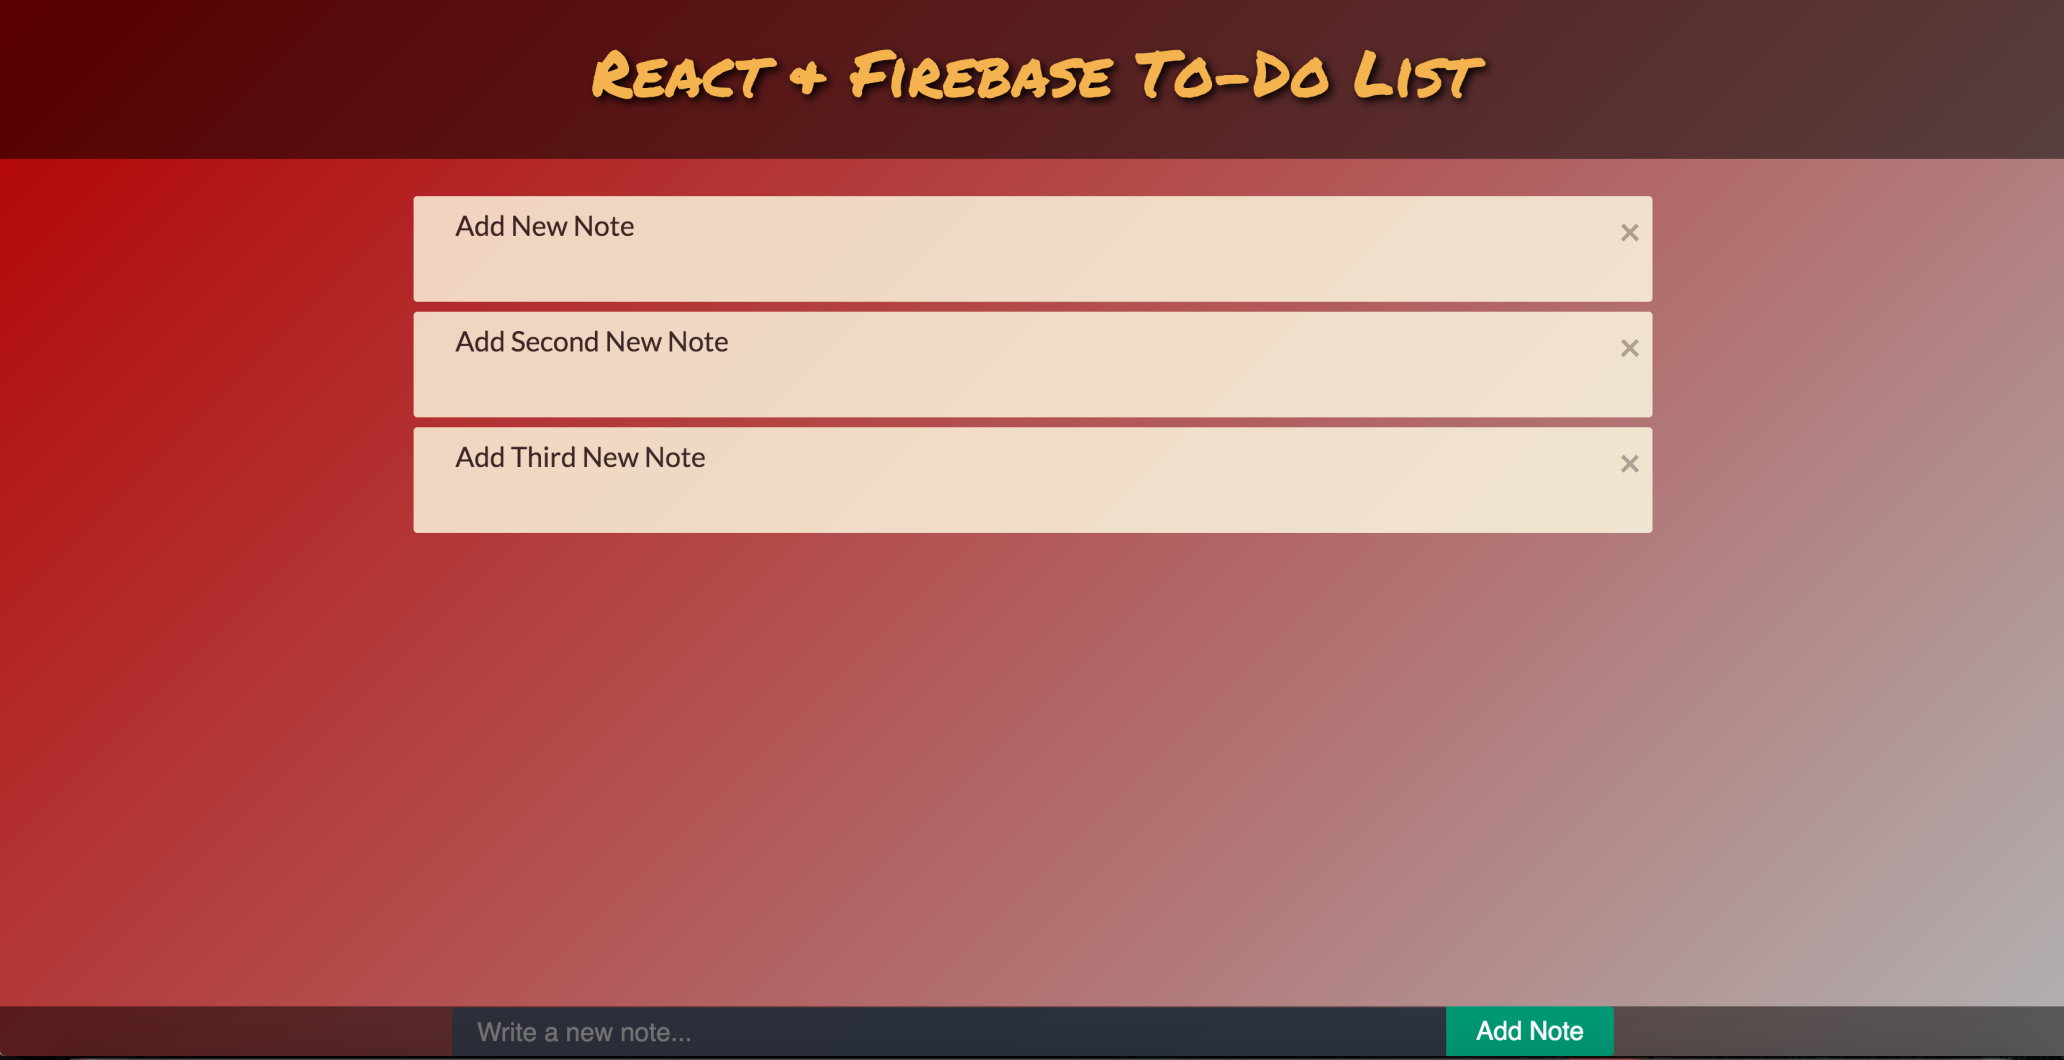 React & Firebase To-Do List
Add New Note
×
Add Second New Note
×
Add Third New Note
×
Write a new note...
Add Note